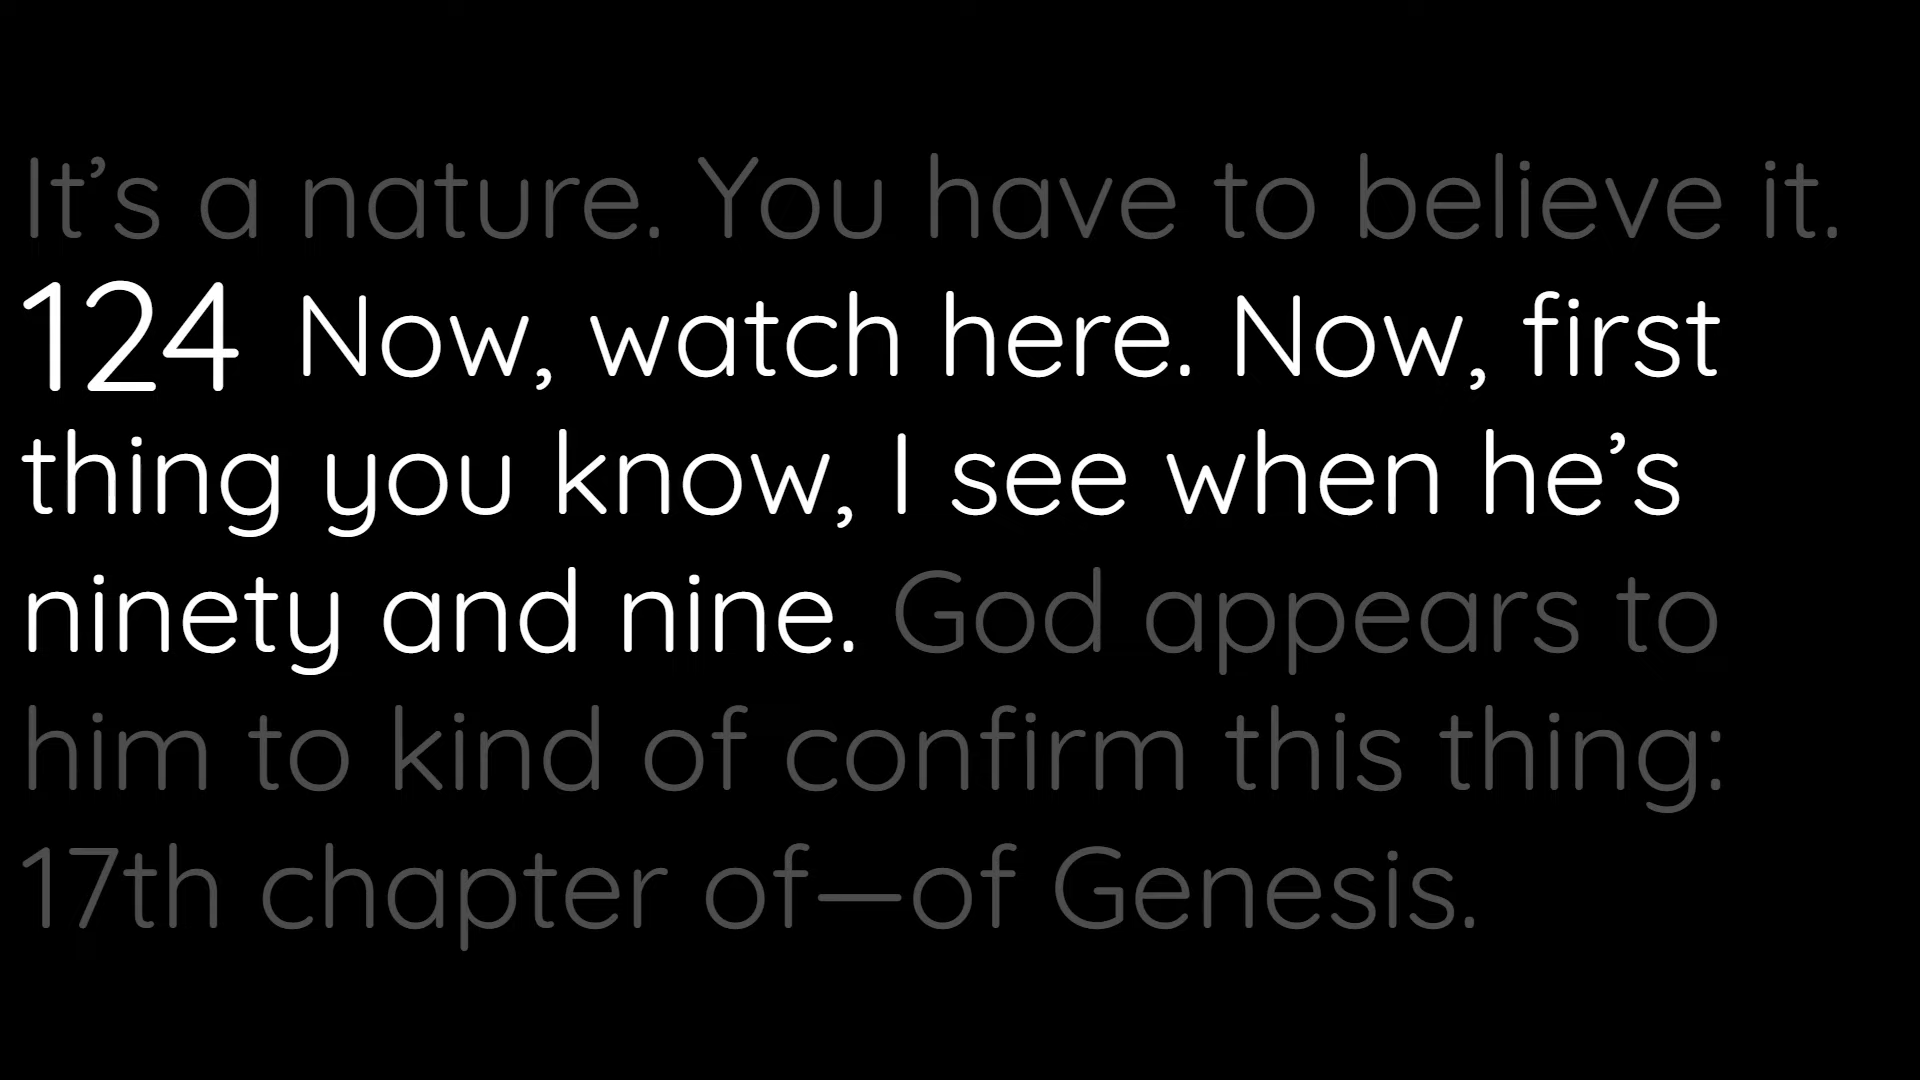 It’s a nature. You have to believe it.
124 Now, watch here. Now, first
thing you know, I see when he’s
ninety and nine. God appears to
him to kind of confirm this thing:
17th chapter of—of Genesis.